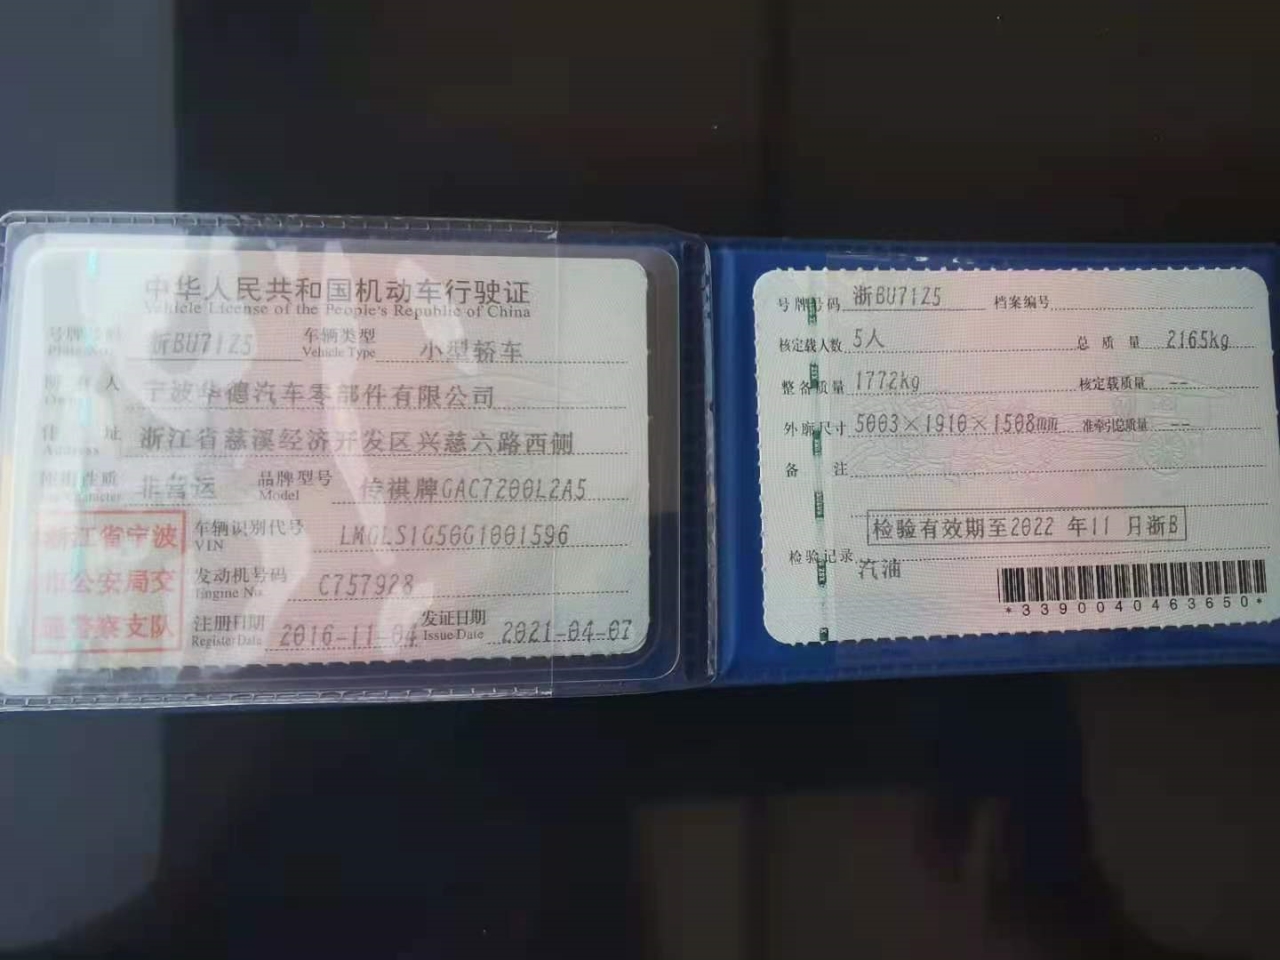 中华人民共和国机动车行驶证
Vehicle License of the People's Republic of China
号牌号码 浙BU71Z5 车辆类型 小型轿车
Plate No. Vehicle Type
所有人 宁波华德汽车零部件有限公司
Owner
住 址 浙江省慈溪经济开发区兴慈六路西侧
Address
使用性质 非营运 品牌型号 传祺牌GAC7200L2A5
Use Character Model
浙江省宁波
市公安局交
通警察支队
车辆识别代号 LMGLS1G50G1001596
VIN
发动机号码 C757928
Engine No.
注册日期 2016-11-04 发证日期 2021-04-07
Register Date Issue Date
号牌号码 浙BU71Z5 档案编号
核定载人数 5人 总 质 量 2165kg
整备质量 1772kg 核定载质量 --
外廓尺寸 5003×1910×1508mm 准牵引总质量 --
备 注
检验有效期至2022 年11 月浙B
检验记录
汽油
*3390040463650*